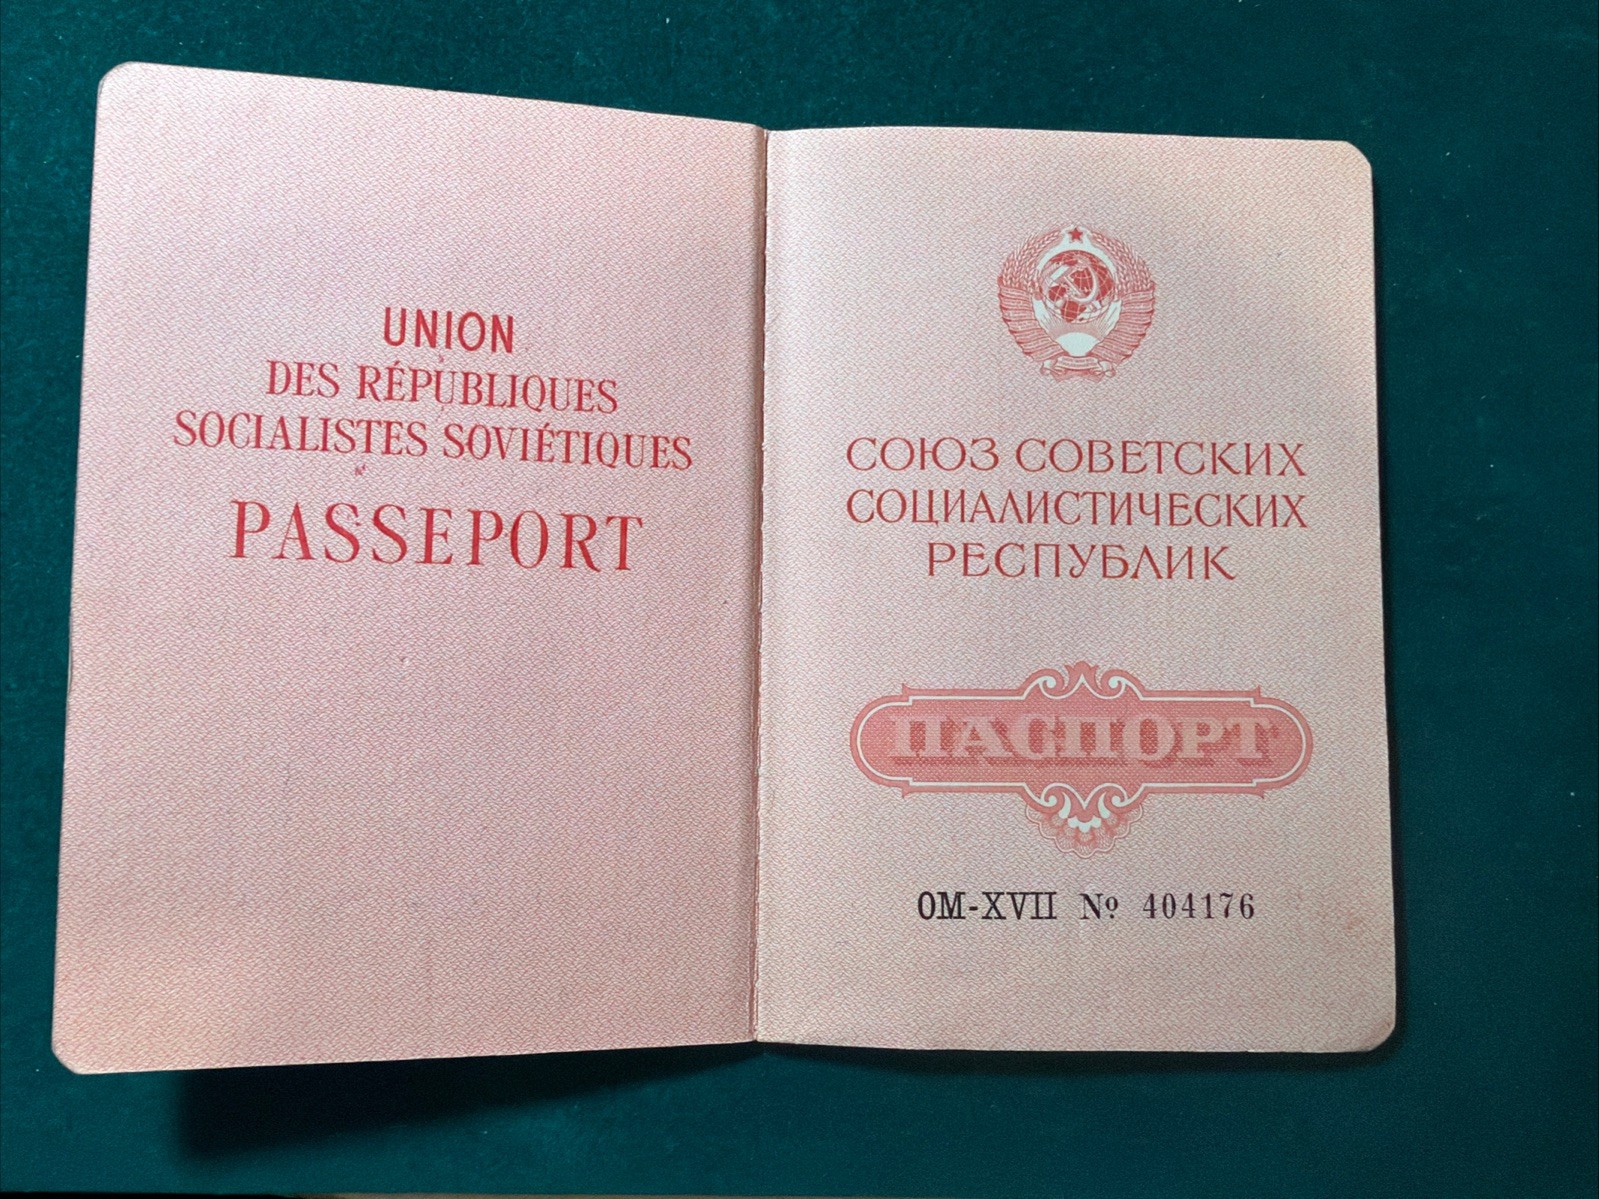 UNION
DES RÉPUBLIQUES
SOCIALISTES SOVIÉTIQUES
PASSEPORT
СОЮЗ СОВЕТСКИХ
СОЦИАЛИСТИЧЕСКИХ
РЕСПУБЛИК
ПАСПОРТ
ОМ-XVII № 404176